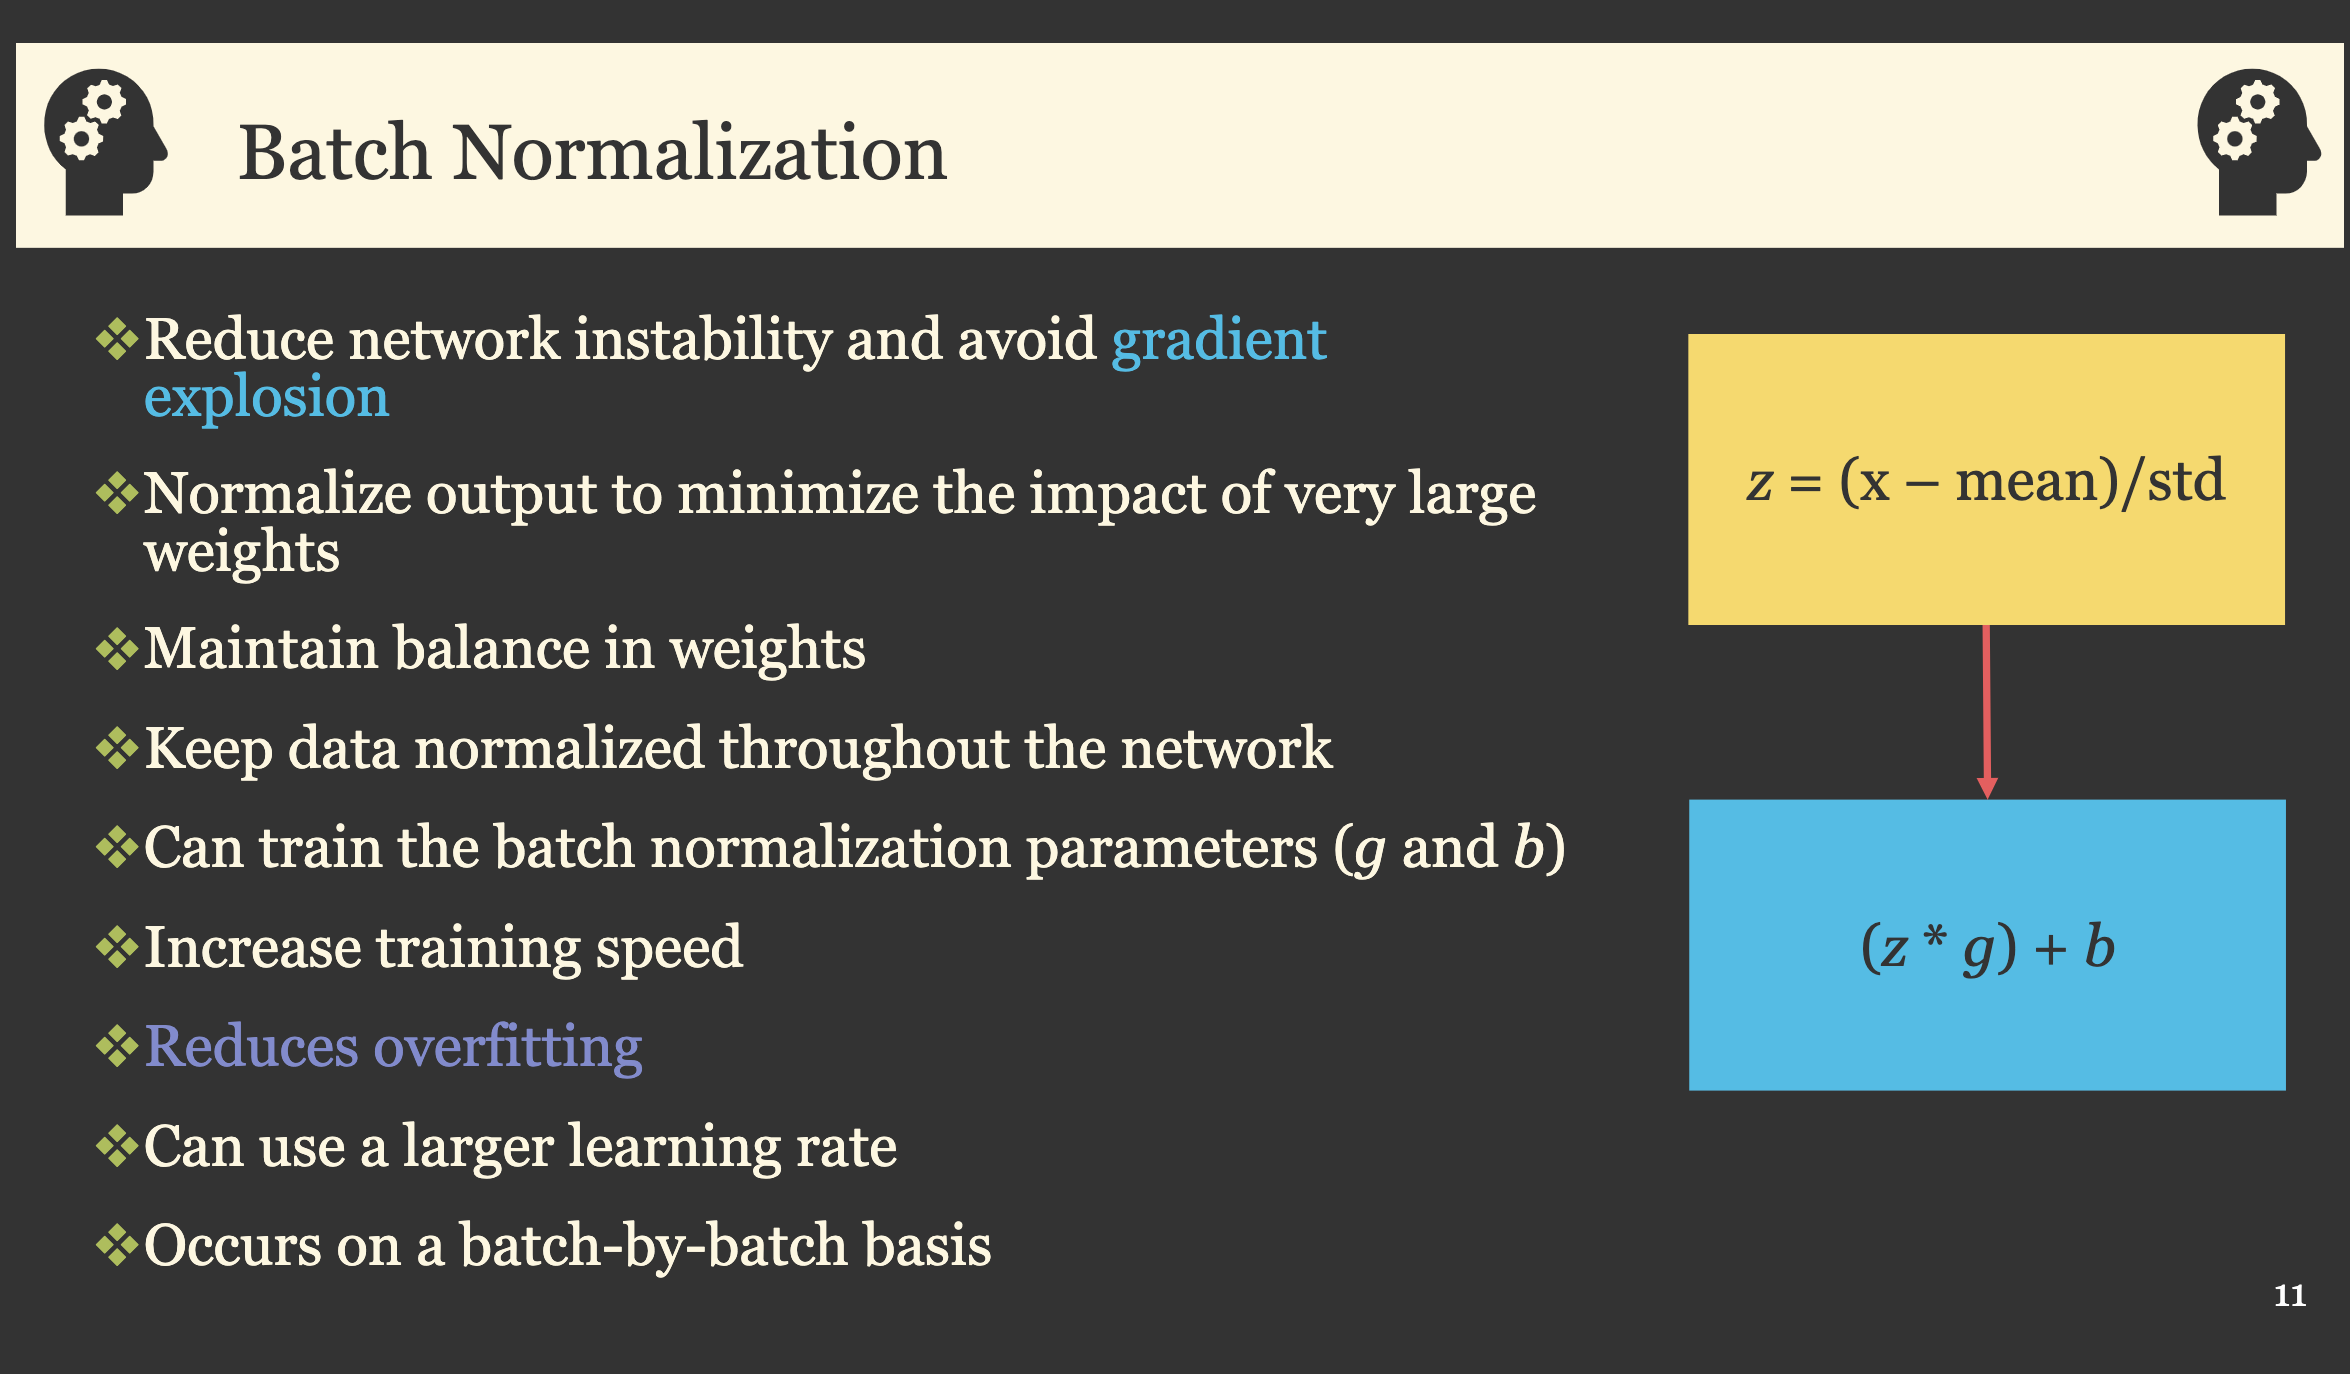 Batch Normalization
❖Reduce network instability and avoid gradient
explosion
❖Normalize output to minimize the impact of very large
weights
❖Maintain balance in weights
❖Keep data normalized throughout the network
❖Can train the batch normalization parameters (g and b)
❖Increase training speed
❖Reduces overfitting
❖Can use a larger learning rate
❖Occurs on a batch-by-batch basis
z = (x – mean)/std
(z * g) + b
11